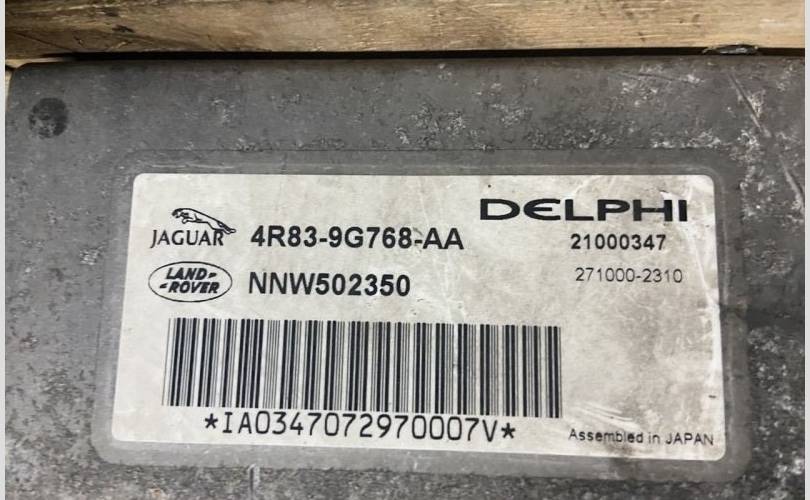 DELPHI
JAGUAR 4R83-9G768-AA 21000347
LAND-ROVER NNW502350 271000-2310
*IA0347072970007V*
Assembled in JAPAN